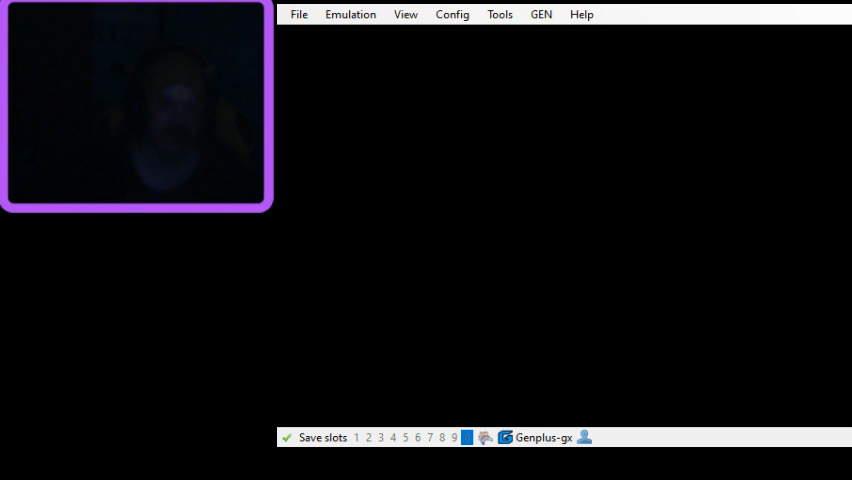 File Emulation View Config Tools GEN Help
Save slots 1 2 3 4 5 6 7 8 9 Genplus-gx